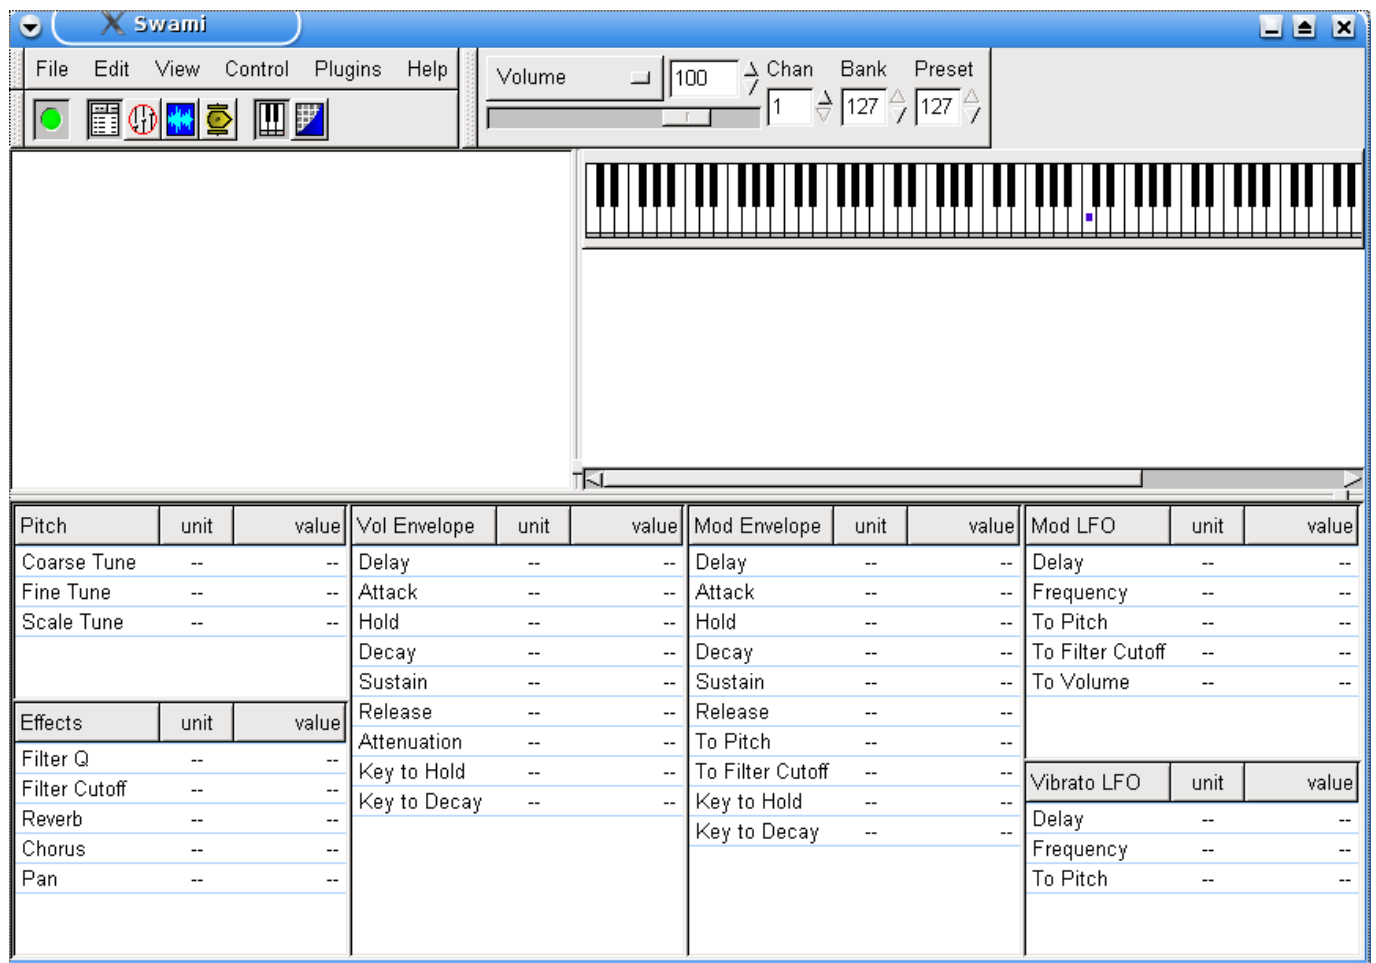 Swami
File Edit View Control Plugins Help
Volume 100 Chan Bank Preset
1 127 127
Pitch unit value
Coarse Tune -- --
Fine Tune -- --
Scale Tune -- --
Effects unit value
Filter Q -- --
Filter Cutoff -- --
Reverb -- --
Chorus -- --
Pan -- --
Vol Envelope unit value
Delay -- --
Attack -- --
Hold -- --
Decay -- --
Sustain -- --
Release -- --
Attenuation -- --
Key to Hold -- --
Key to Decay -- --
Mod Envelope unit value
Delay -- --
Attack -- --
Hold -- --
Decay -- --
Sustain -- --
Release -- --
To Pitch -- --
To Filter Cutoff -- --
Key to Hold -- --
Key to Decay -- --
Mod LFO unit value
Delay -- --
Frequency -- --
To Pitch -- --
To Filter Cutoff -- --
To Volume -- --
Vibrato LFO unit value
Delay -- --
Frequency -- --
To Pitch -- --